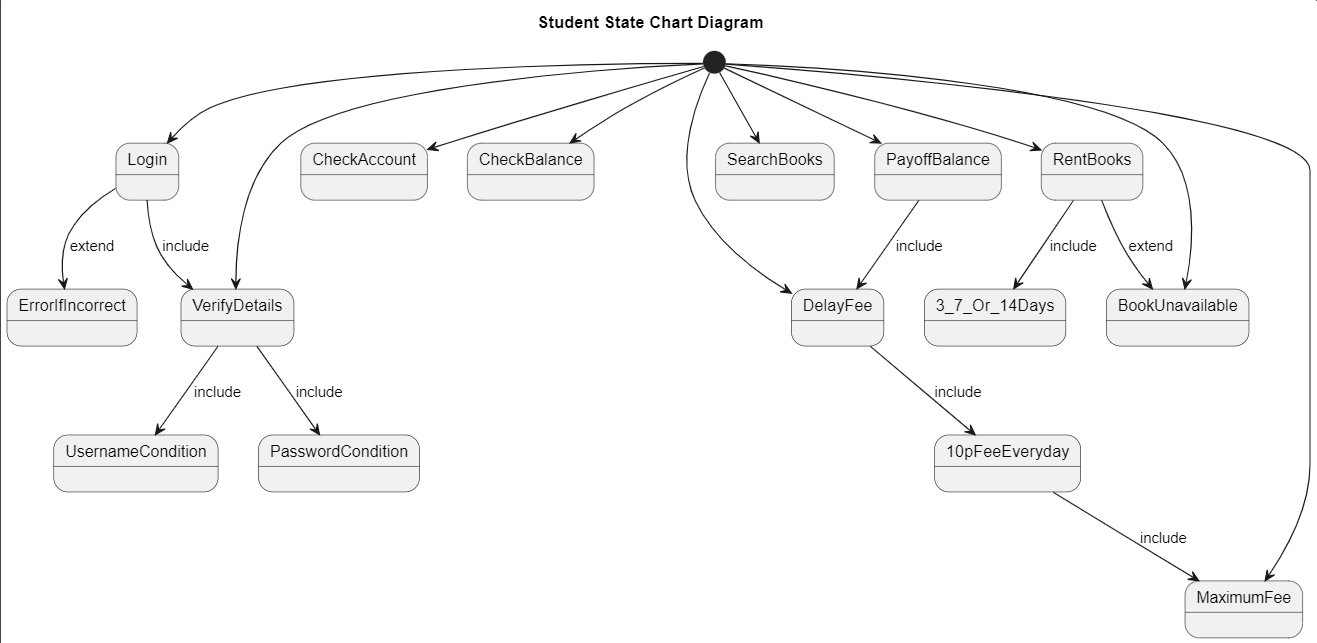 Student State Chart Diagram
Login
CheckAccount
CheckBalance
SearchBooks
PayoffBalance
RentBooks
extend
include
include
include
extend
ErrorIfIncorrect
VerifyDetails
DelayFee
3_7_Or_14Days
BookUnavailable
include
include
include
UsernameCondition
PasswordCondition
10pFeeEveryday
include
MaximumFee